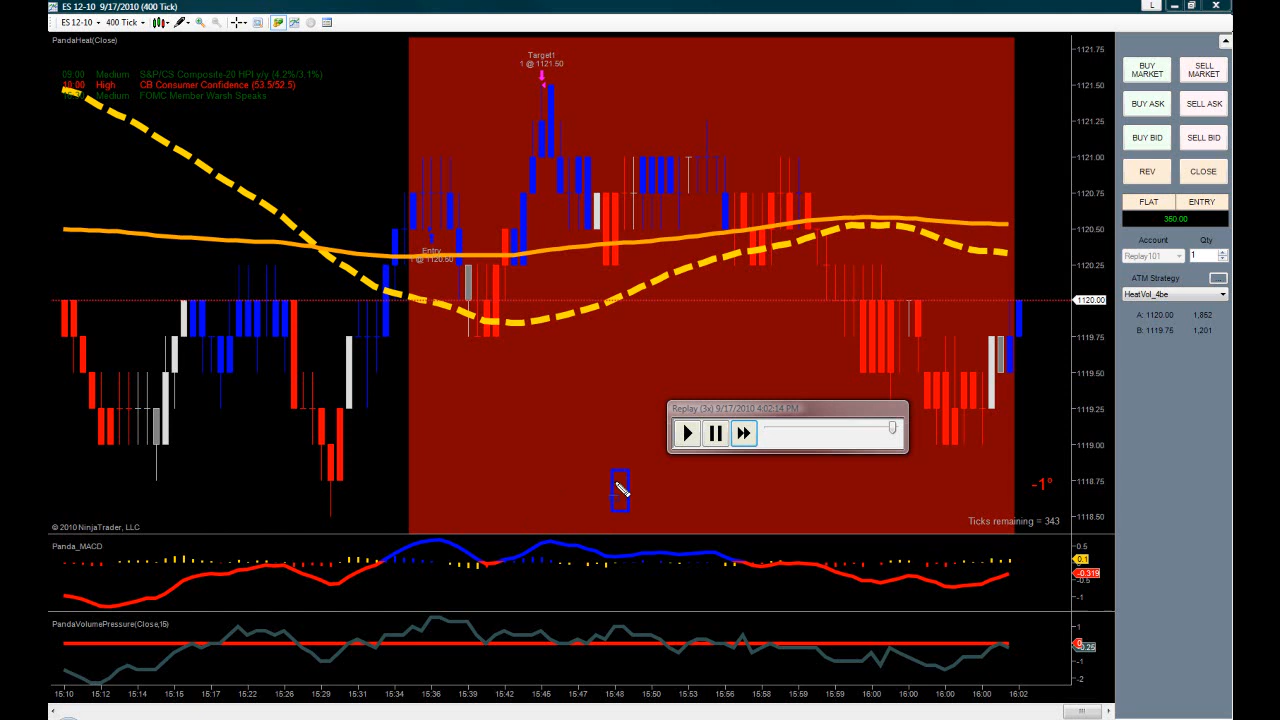 ES 12-10 9/17/2010 (400 Tick)
ES 12-10 400 Tick
PandaHeat(Close)
09:00 Medium S&P/CS Composite-20 HPI y/y (4.2%/3.1%)
10:00 High CB Consumer Confidence (53.5/52.5)
Medium FOMC Member Warsh Speaks
Target1
1 @ 1121.50
Entry
1 @ 1120.50
1121.75
1121.50
1121.25
1121.00
1120.75
1120.50
1120.25
1120.00
1119.75
1119.50
1119.25
1119.00
1118.75
1118.50
Replay (3x) 9/17/2010 4:02:14 PM
-1°
Ticks remaining = 343
© 2010 NinjaTrader, LLC
Panda_MACD
0.5
0.1
-0.319
-0.5
-1
PandaVolumePressure(Close,15)
1
0
-0.25
-1
-2
15:10 15:12 15:14 15:17 15:22 15:26 15:29 15:31 15:34 15:36 15:39 15:42 15:45 15:47 15:48 15:50 15:53 15:56 15:59 15:59 16:00 16:00 16:00 16:00 16:00 16:02
L
BUY MARKET
SELL MARKET
BUY ASK
SELL ASK
BUY BID
SELL BID
REV
CLOSE
FLAT
ENTRY
360.00
Account
Qty
Replay101
1
ATM Strategy
HeatVol_4be
A: 1120.00 1,852
B: 1119.75 1,201